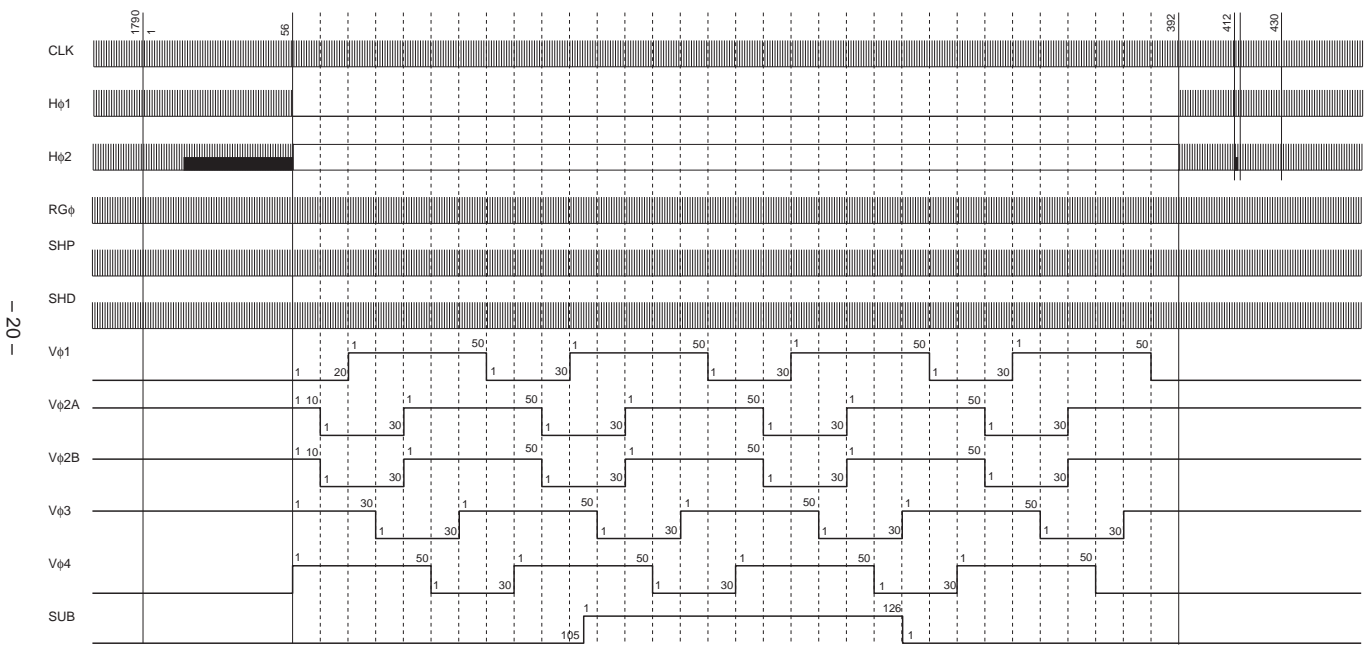 1790 1 56 392 412 430
CLK
Hϕ1
Hϕ2
RGϕ
SHP
SHD
Vϕ1 1 20 1 50 1 30 1 50 1 30 1 50 1 30 1 50
Vϕ2A 1 10 1 30 1 50 1 30 1 50 1 30 1 50 1 30
Vϕ2B 1 10 1 30 1 50 1 30 1 50 1 30 1 50 1 30
Vϕ3 1 30 1 30 1 50 1 30 1 50 1 30 1 50 1 30
Vϕ4 1 50 1 30 1 50 1 30 1 50 1 30 1 50
SUB 105 1 126 1
– 20 –